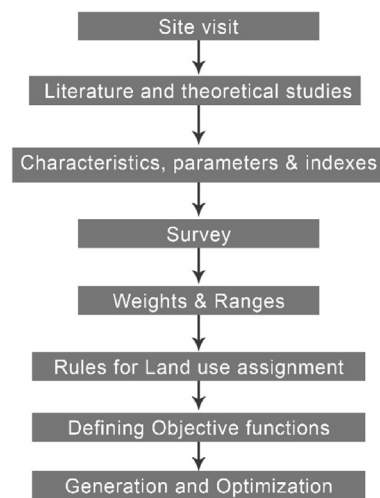 Site visit
Literature and theoretical studies
Characteristics, parameters & indexes
Survey
Weights & Ranges
Rules for Land use assignment
Defining Objective functions
Generation and Optimization